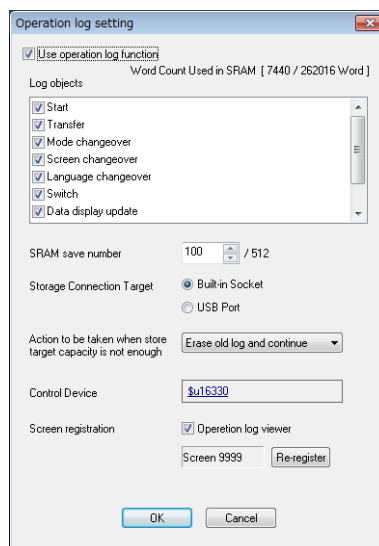 Operation log setting
Use operation log function
Word Count Used in SRAM [ 7440 / 262016 Word ]
Log objects
Start
Transfer
Mode changeover
Screen changeover
Language changeover
Switch
Data display update
SRAM save number 100 / 512
Storage Connection Target Built-in Socket
USB Port
Action to be taken when store
target capacity is not enough Erase old log and continue
Control Device $u16330
Screen registration Operetion log viewer
Screen 9999 Re-register
OK Cancel